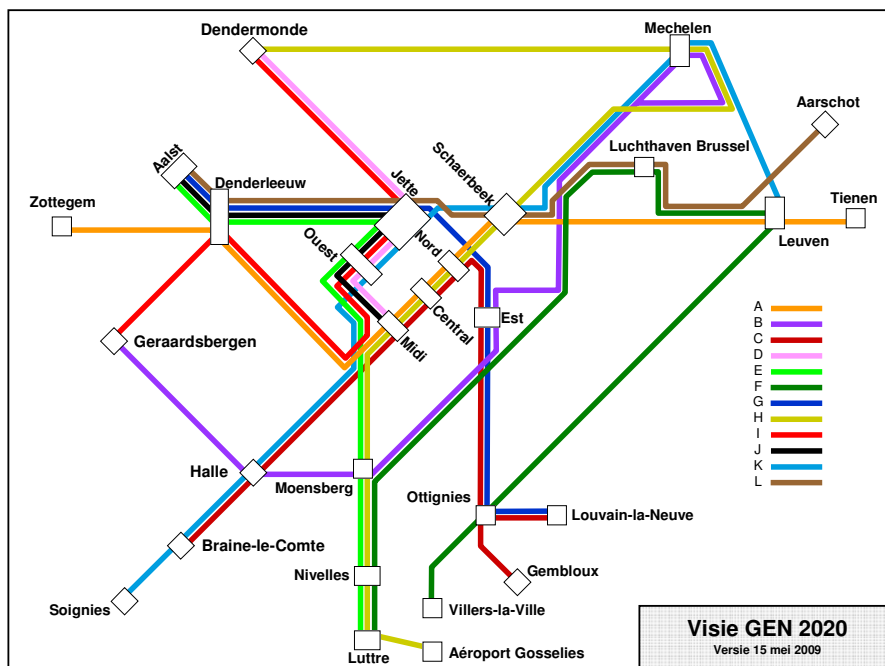 Mechelen
Dendermonde
Aarschot
Schaerbeek
Luchthaven Brussel
Aalst
Jette
Denderleeuw
Zottegem
Tienen
Leuven
Nord
Ouest
Central
Est
Midi
Geraardsbergen
A
B
C
D
E
F
G
H
I
J
K
L
Halle
Moensberg
Ottignies
Louvain-la-Neuve
Braine-le-Comte
Nivelles
Gembloux
Soignies
Villers-la-Ville
Luttre
Aéroport Gosselies
Visie GEN 2020
Versie 15 mei 2009